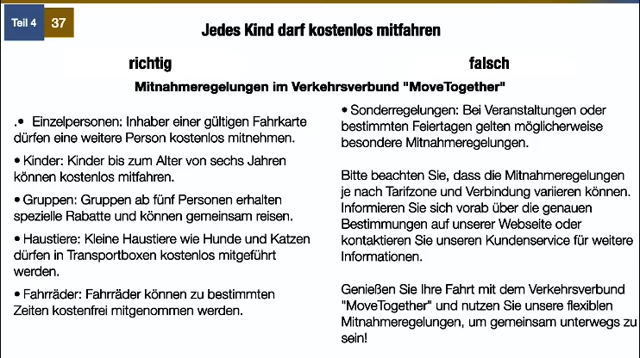 Teil 4
37
Jedes Kind darf kostenlos mitfahren
richtig
falsch
Mitnahmeregelungen im Verkehrsverbund "MoveTogether"
.• Einzelpersonen: Inhaber einer gültigen Fahrkarte
dürfen eine weitere Person kostenlos mitnehmen.
• Kinder: Kinder bis zum Alter von sechs Jahren
können kostenlos mitfahren.
• Gruppen: Gruppen ab fünf Personen erhalten
spezielle Rabatte und können gemeinsam reisen.
• Haustiere: Kleine Haustiere wie Hunde und Katzen
dürfen in Transportboxen kostenlos mitgeführt
werden.
• Fahrräder: Fahrräder können zu bestimmten
Zeiten kostenfrei mitgenommen werden.
• Sonderregelungen: Bei Veranstaltungen oder
bestimmten Feiertagen gelten möglicherweise
besondere Mitnahmeregelungen.
Bitte beachten Sie, dass die Mitnahmeregelungen
je nach Tarifzone und Verbindung variieren können.
Informieren Sie sich vorab über die genauen
Bestimmungen auf unserer Webseite oder
kontaktieren Sie unseren Kundenservice für weitere
Informationen.
Genießen Sie Ihre Fahrt mit dem Verkehrsverbund
"MoveTogether" und nutzen Sie unsere flexiblen
Mitnahmeregelungen, um gemeinsam unterwegs zu
sein!